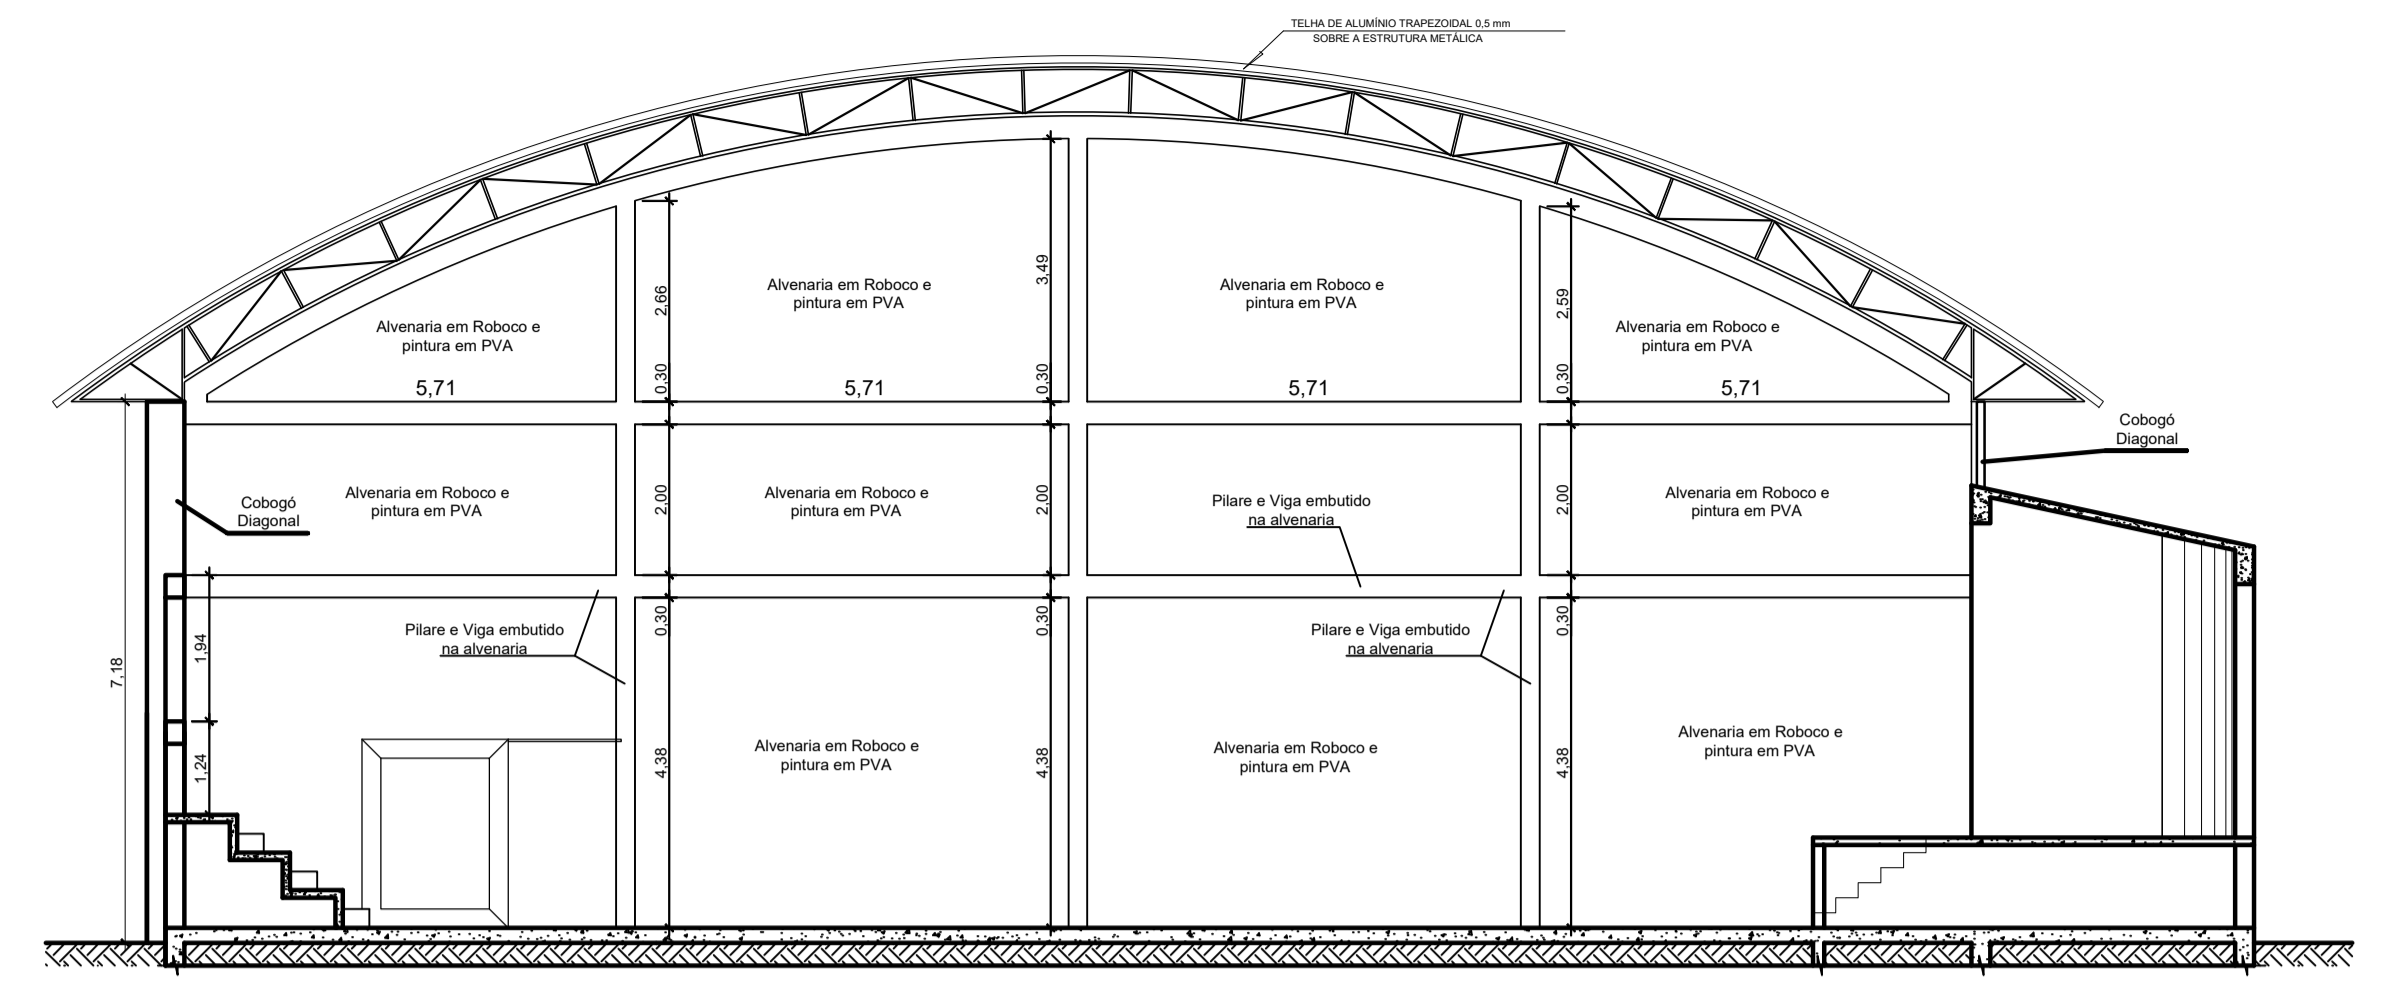 TELHA DE ALUMÍNIO TRAPEZOIDAL 0,5 mm
SOBRE A ESTRUTURA METÁLICA
Alvenaria em Roboco e
pintura em PVA
2,66
0,30
Alvenaria em Roboco e
pintura em PVA
3,49
0,30
Alvenaria em Roboco e
pintura em PVA
2,59
0,30
Alvenaria em Roboco e
pintura em PVA
5,71
5,71
5,71
5,71
Cobogó
Diagonal
Cobogó
Diagonal
Alvenaria em Roboco e
pintura em PVA
2,00
Alvenaria em Roboco e
pintura em PVA
2,00
Pilare e Viga embutido
na alvenaria
2,00
Alvenaria em Roboco e
pintura em PVA
7,18
1,94
1,24
Pilare e Viga embutido
na alvenaria
0,30
0,30
Pilare e Viga embutido
na alvenaria
0,30
4,38
Alvenaria em Roboco e
pintura em PVA
4,38
Alvenaria em Roboco e
pintura em PVA
4,38
Alvenaria em Roboco e
pintura em PVA